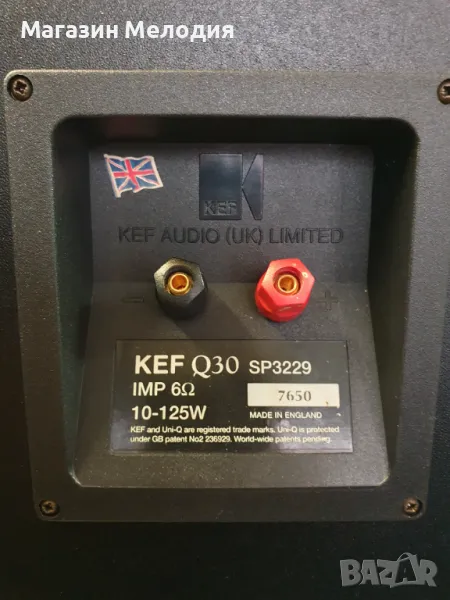 Магазин Мелодия
KEF
KEF AUDIO (UK) LIMITED
KEF Q30 SP3229
IMP 6Ω 7650
10-125W MADE IN ENGLAND
KEF and Uni-Q are registered trade marks. Uni-Q is protected
under GB patent No2 236929. World-wide patents pending.
BAZAR